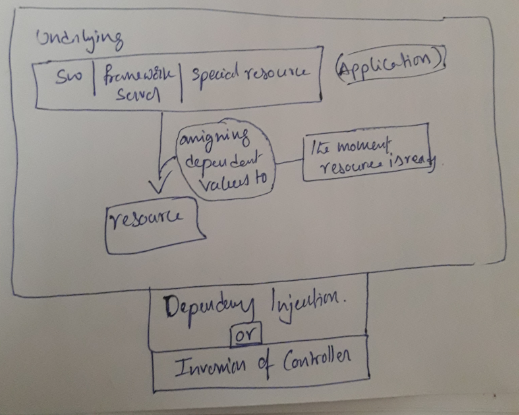 Underlying
S/w | framework | special resource
server
(Application)
assigning
dependent
values to
the moment
resource is ready
resource
Dependency Injection.
or
Inversion of Controller